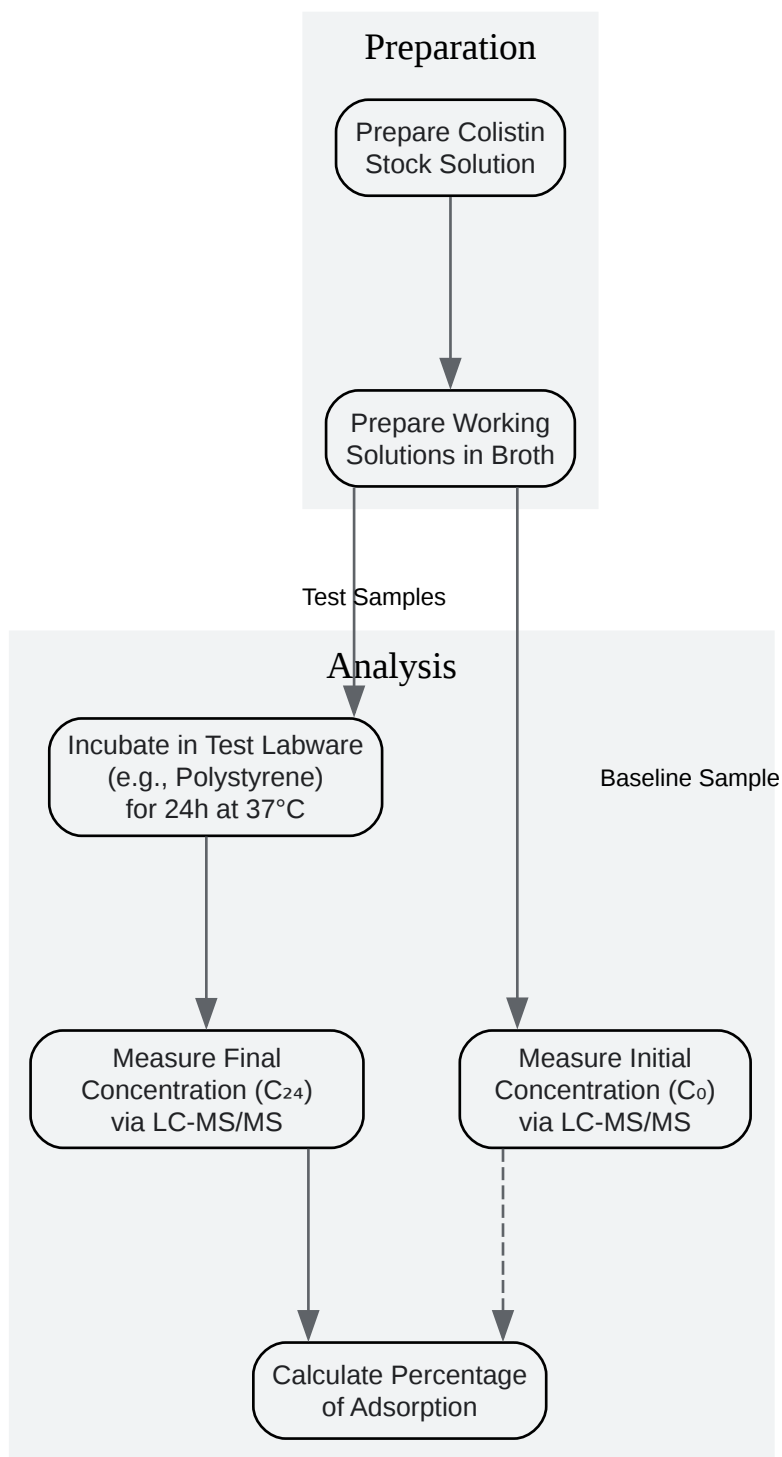 Preparation
Prepare Colistin
Stock Solution
Prepare Working
Solutions in Broth
Test Samples
Analysis
Incubate in Test Labware
(e.g., Polystyrene)
for 24h at 37°C
Baseline Sample
Measure Final
Concentration (C₂₄)
via LC-MS/MS
Measure Initial
Concentration (C₀)
via LC-MS/MS
Calculate Percentage
of Adsorption